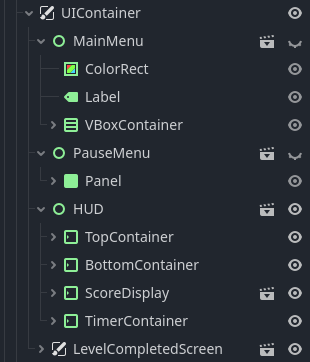 UIContainer
MainMenu
ColorRect
Label
VBoxContainer
PauseMenu
Panel
HUD
TopContainer
BottomContainer
ScoreDisplay
TimerContainer
LevelCompletedScreen